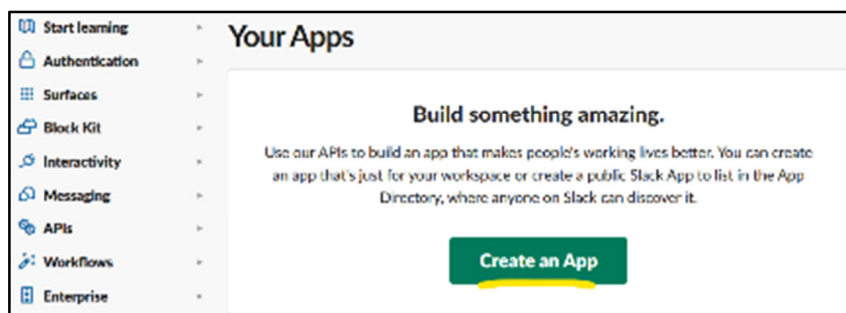 Start learning
Authentication
Surfaces
Block Kit
Interactivity
Messaging
APIs
Workflows
Enterprise
Your Apps
Build something amazing.
Use our APIs to build an app that makes people's working lives better. You can create
an app that's just for your workspace or create a public Slack App to list in the App
Directory, where anyone on Slack can discover it.
Create an App